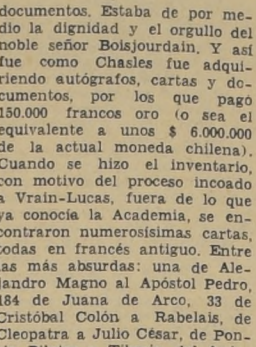 documentos. Estaba de por me-
dio la dignidad y el orgullo del
noble señor Boisjourdain. Y así
fue como Chasles fue adqui-
riendo autógrafos, cartas y do-
cumentos, por los que pagó
150.000 francos oro (o sea el
equivalente a unos $ 6.000.000
de la actual moneda chilena).
Cuando se hizo el inventario,
con motivo del proceso incoado
a Vrain-Lucas, fuera de lo que
ya conocía la Academia, se en-
contraron numerosísimas cartas,
todas en francés antiguo. Entre
las más absurdas: una de Ale-
jandro Magno al Apóstol Pedro,
184 de Juana de Arco, 33 de
Cristóbal Colón a Rabelais, de
Cleopatra a Julio César, de Pon-